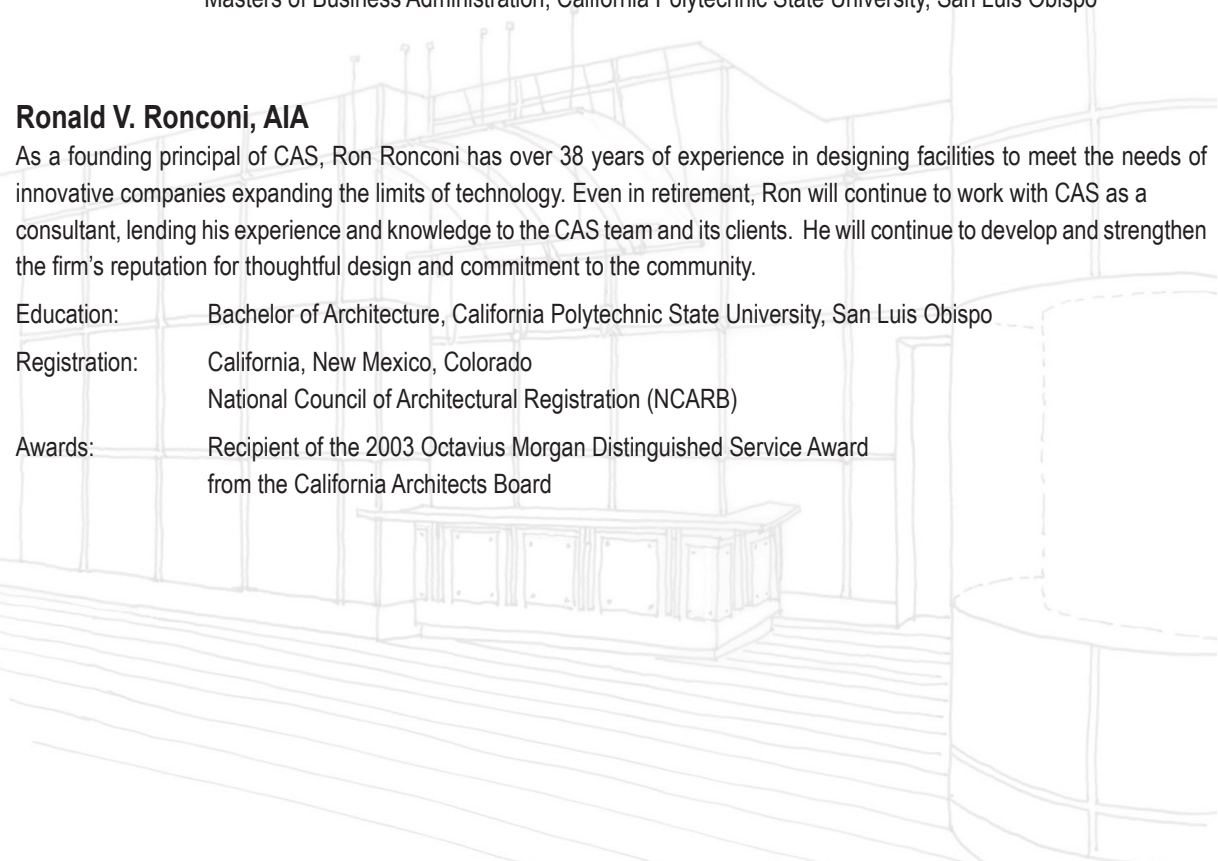 Masters of Business Administration, California Polytechnic State University, San Luis Obispo
Ronald V. Ronconi, AIA
As a founding principal of CAS, Ron Ronconi has over 38 years of experience in designing facilities to meet the needs of
innovative companies expanding the limits of technology. Even in retirement, Ron will continue to work with CAS as a
consultant, lending his experience and knowledge to the CAS team and its clients. He will continue to develop and strengthen
the firm's reputation for thoughtful design and commitment to the community.
Education: Bachelor of Architecture, California Polytechnic State University, San Luis Obispo
Registration: California, New Mexico, Colorado
National Council of Architectural Registration (NCARB)
Awards: Recipient of the 2003 Octavius Morgan Distinguished Service Award
from the California Architects Board